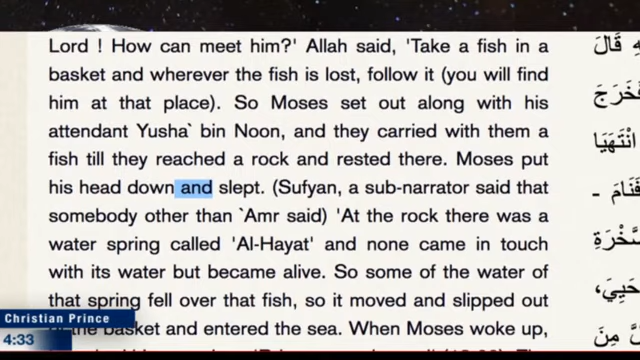 Lord ! How can meet him?' Allah said, 'Take a fish in a
basket and wherever the fish is lost, follow it (you will find
him at that place). So Moses set out along with his
attendant Yusha` bin Noon, and they carried with them a
fish till they reached a rock and rested there. Moses put
his head down and slept. (Sufyan, a sub-narrator said that
somebody other than `Amr said) 'At the rock there was a
water spring called 'Al-Hayat' and none came in touch
with its water but became alive. So some of the water of
that spring fell over that fish, so it moved and slipped out
the basket and entered the sea. When Moses woke up,
قَالَ
فَخَرَجَ
انْتَهَيَا
فَنَامَ ـ
Christian Prince
4:33